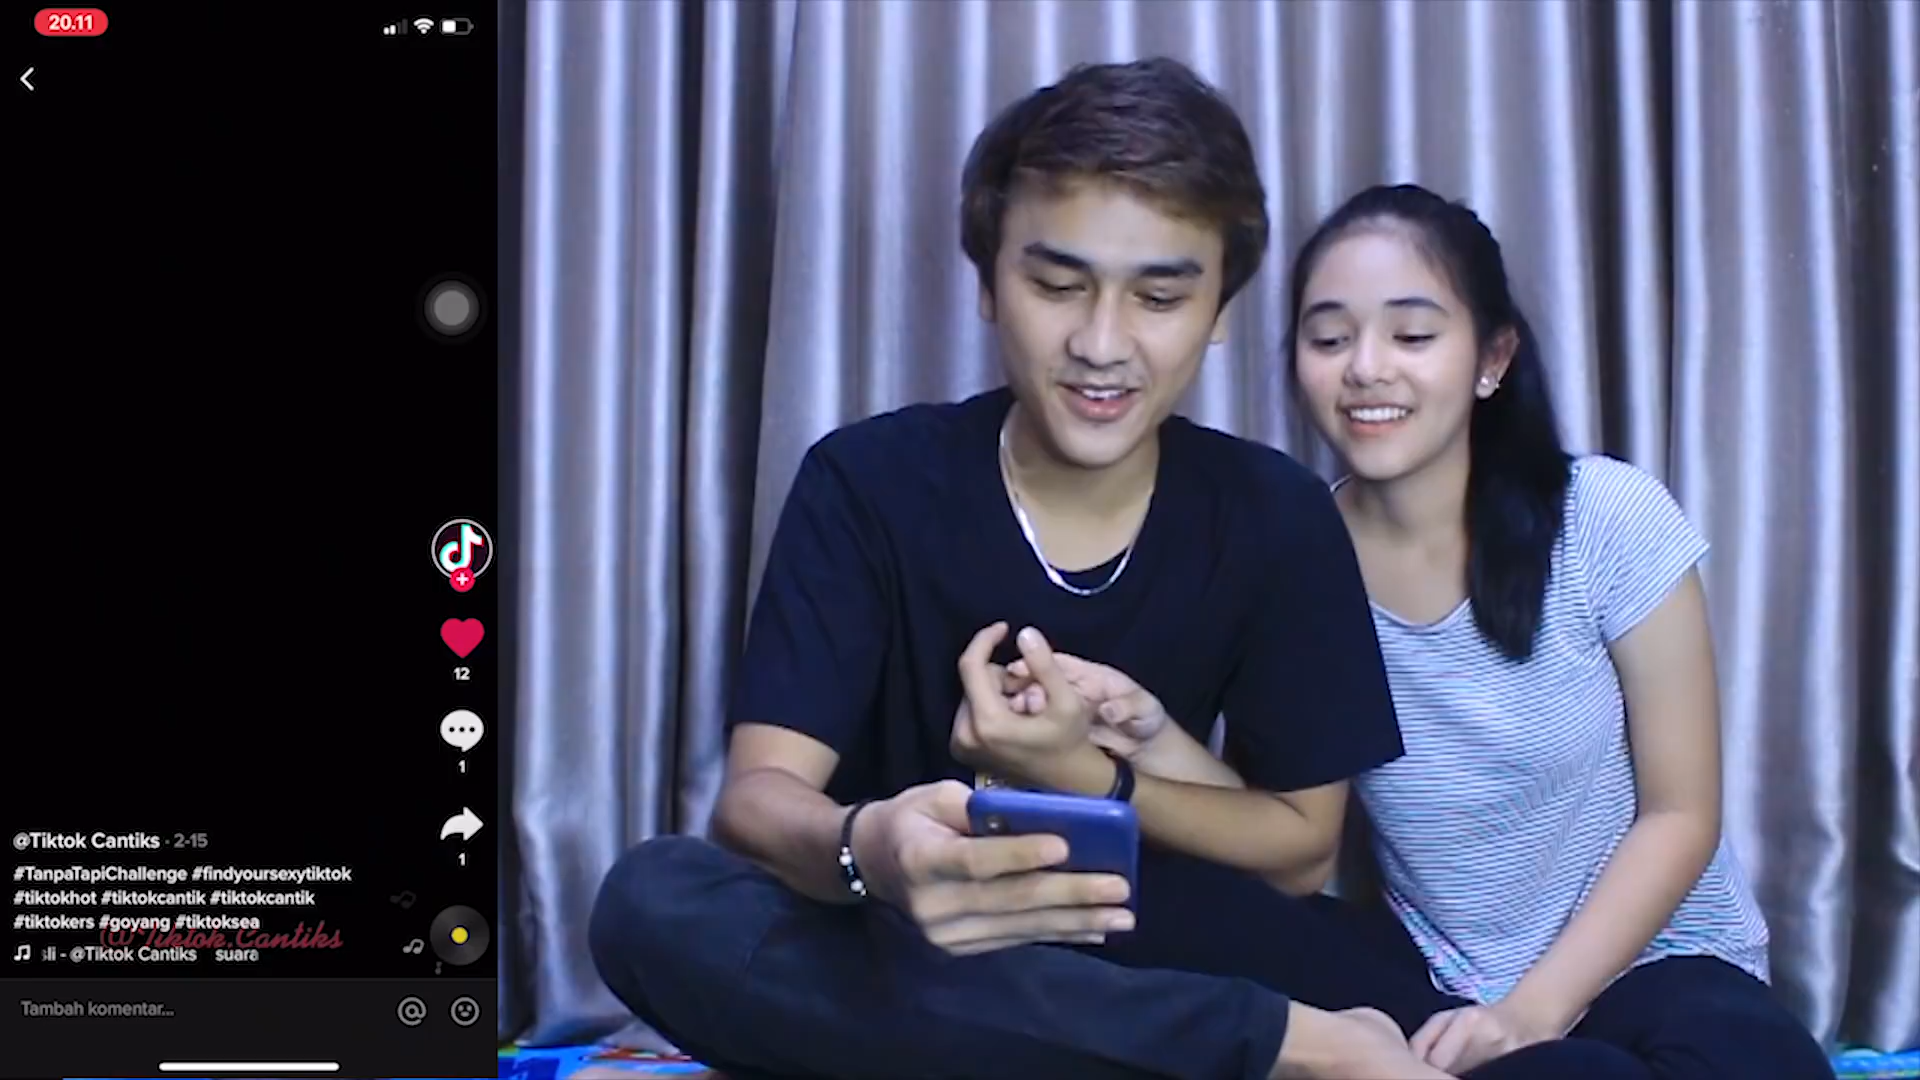 20.11
12
1
1
@Tiktok Cantiks · 2-15
#TanpaTapiChallenge #findyoursexytiktok
#tiktokhot #tiktokcantik #tiktokcantik
#tiktokers #goyang #tiktoksea
@Tiktok.Cantiks
sli - @Tiktok Cantiks suara
Tambah komentar...